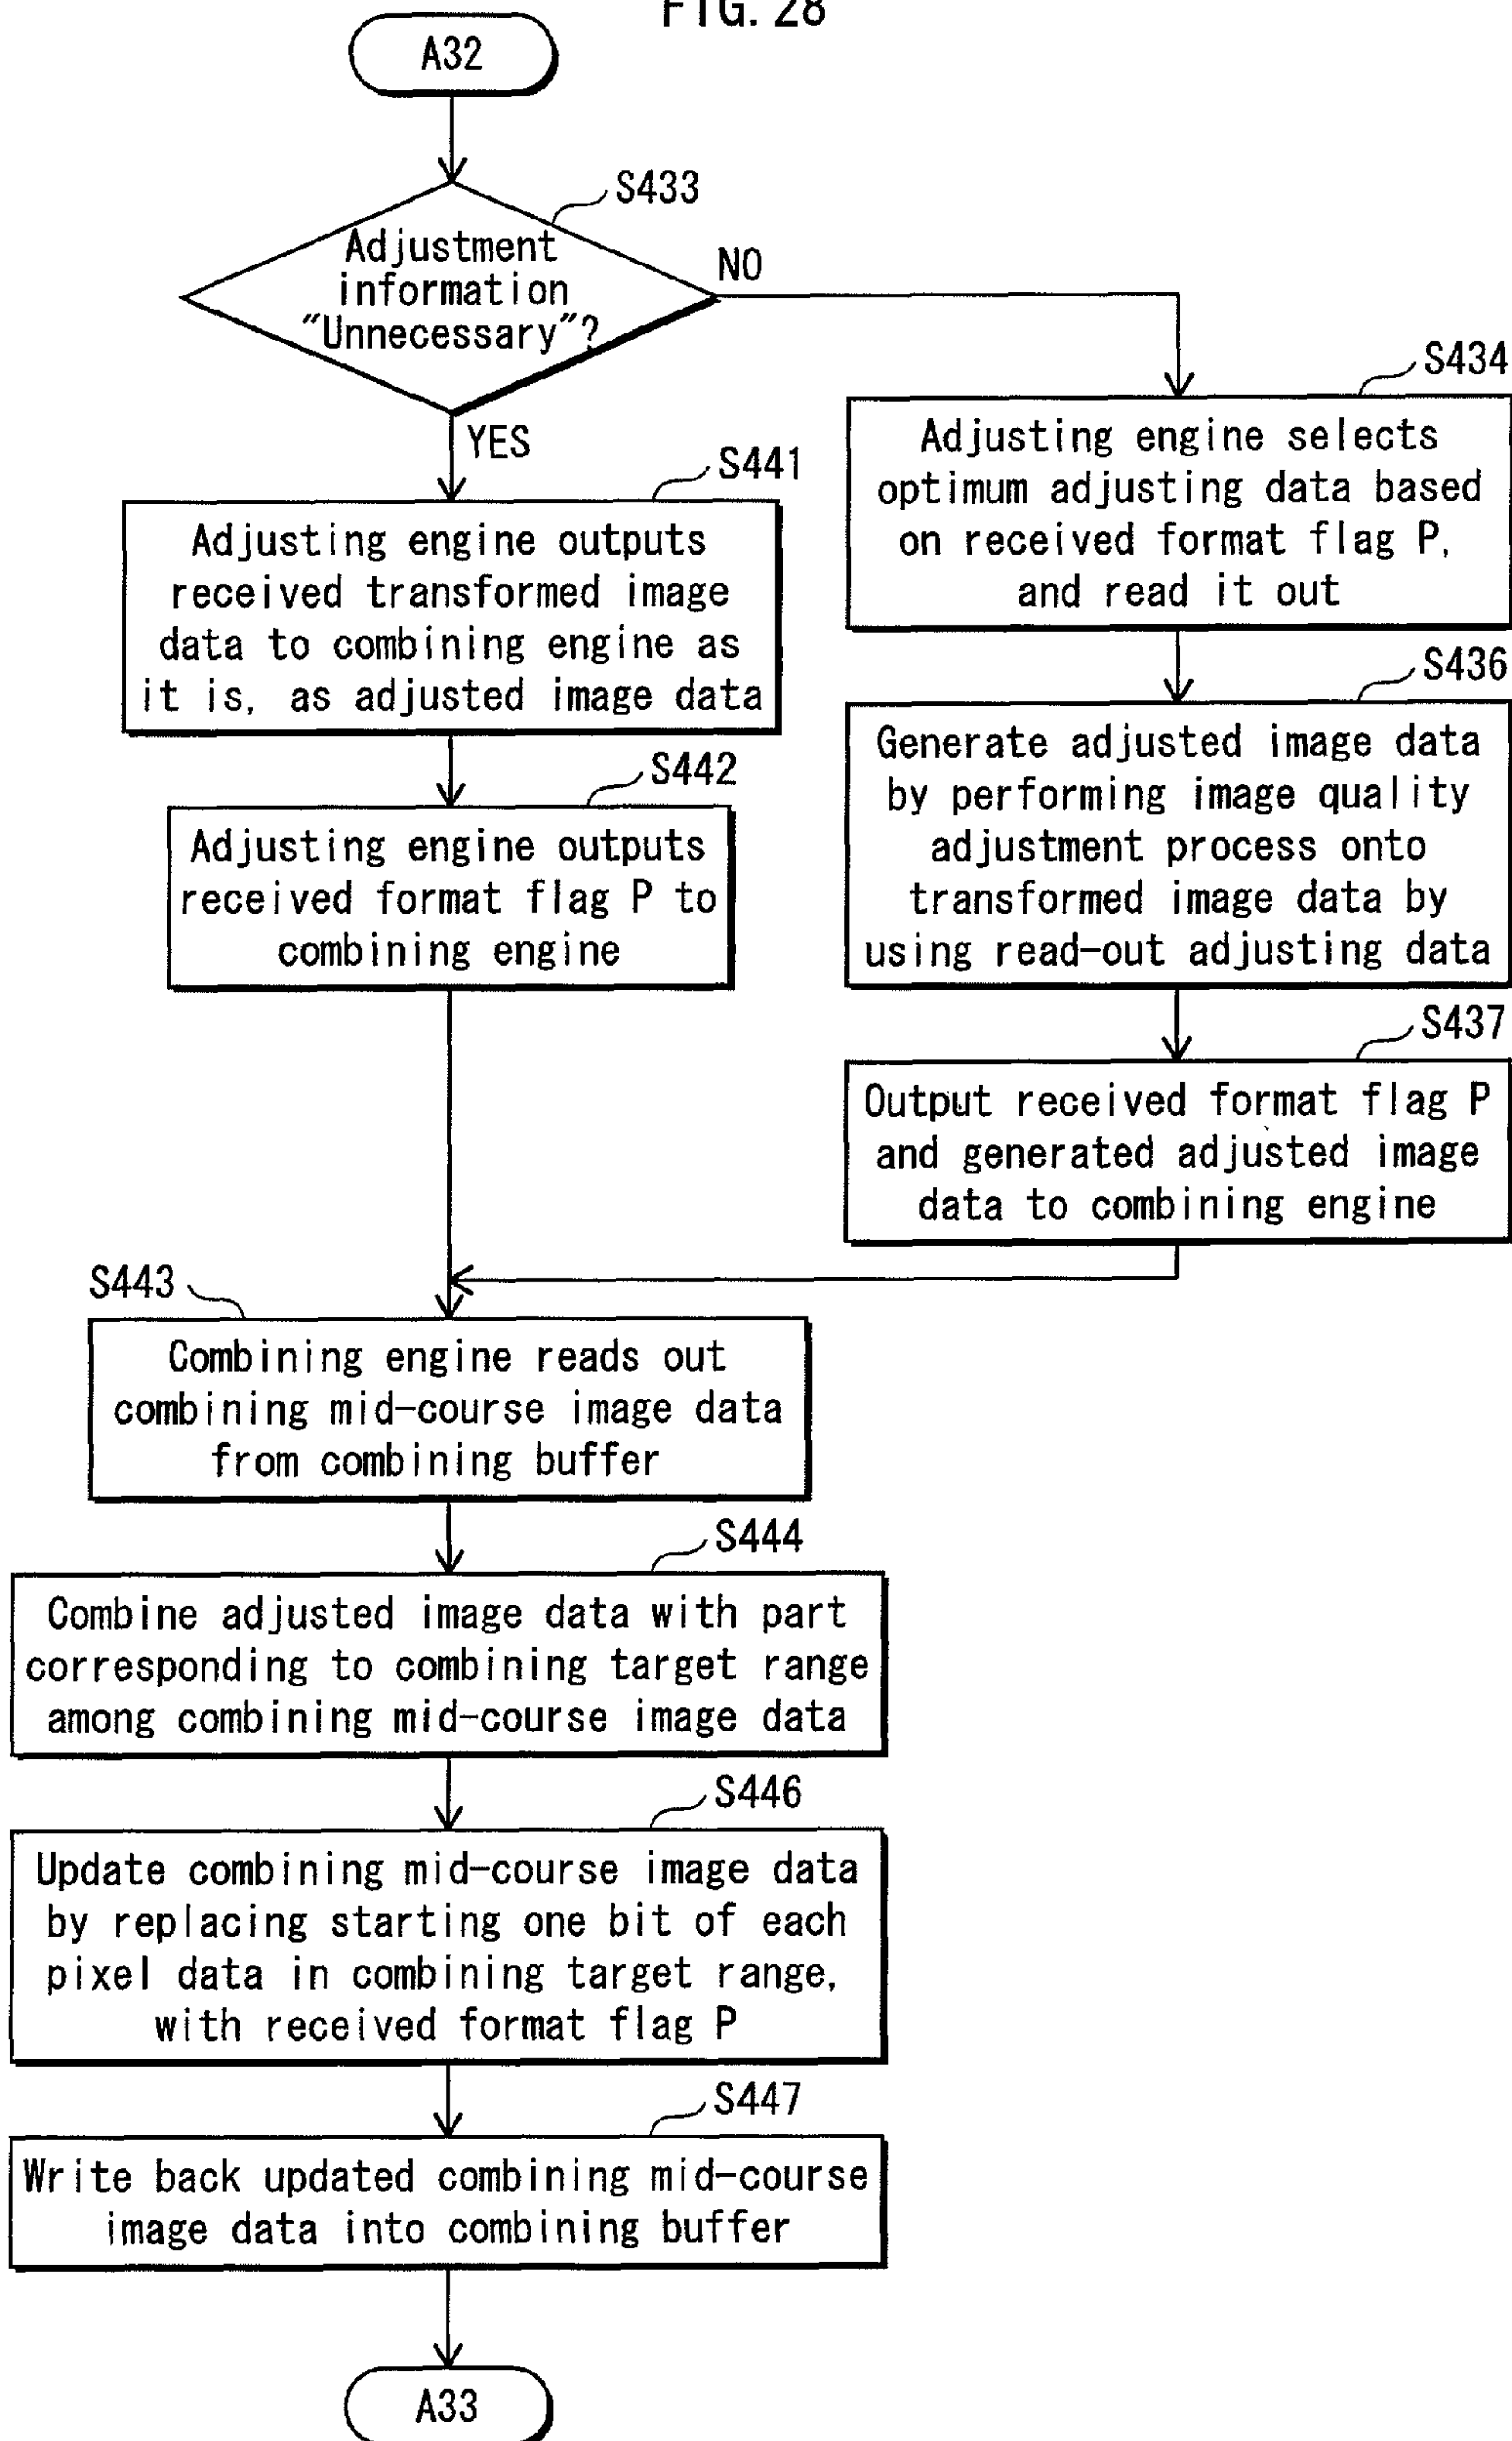 FIG. 28
A32
S433
Adjustment
information
"Unnecessary"?
NO
YES
S434
Adjusting engine selects
optimum adjusting data based
on received format flag P,
and read it out
S441
Adjusting engine outputs
received transformed image
data to combining engine as
it is, as adjusted image data
S436
Generate adjusted image data
by performing image quality
adjustment process onto
transformed image data by
using read-out adjusting data
S442
Adjusting engine outputs
received format flag P to
combining engine
S437
Output received format flag P
and generated adjusted image
data to combining engine
S443
Combining engine reads out
combining mid-course image data
from combining buffer
S444
Combine adjusted image data with part
corresponding to combining target range
among combining mid-course image data
S446
Update combining mid-course image data
by replacing starting one bit of each
pixel data in combining target range,
with received format flag P
S447
Write back updated combining mid-course
image data into combining buffer
A33